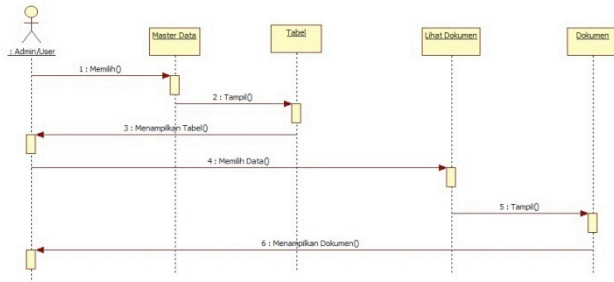 : Admin/User
Master Data
Tabel
Lihat Dokumen
Dokumen
1 : Memilih()
2 : Tampil()
3 : Menampilkan Tabel()
4 : Memilih Data()
5 : Tampil()
6 : Menampilkan Dokumen()